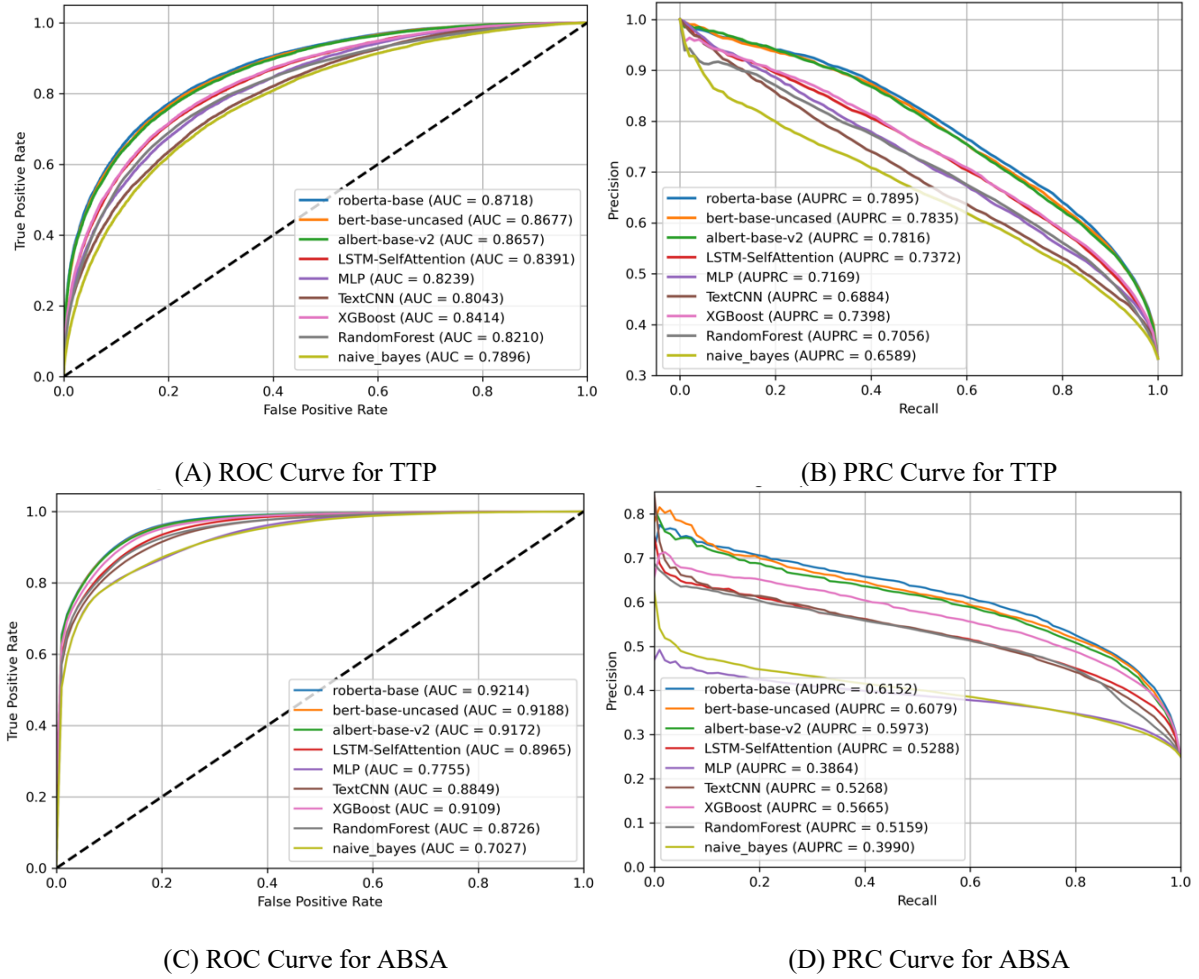 1.0
0.8
0.6
0.4
0.2
0.0
True Positive Rate
roberta-base (AUC = 0.8718)
bert-base-uncased (AUC = 0.8677)
albert-base-v2 (AUC = 0.8657)
LSTM-SelfAttention (AUC = 0.8391)
MLP (AUC = 0.8239)
TextCNN (AUC = 0.8043)
XGBoost (AUC = 0.8414)
RandomForest (AUC = 0.8210)
naive_bayes (AUC = 0.7896)
0.0 0.2 0.4 0.6 0.8 1.0
False Positive Rate
(A) ROC Curve for TTP
1.0
0.9
0.8
0.7
0.6
0.5
0.4
0.3
Precision
roberta-base (AUPRC = 0.7895)
bert-base-uncased (AUPRC = 0.7835)
albert-base-v2 (AUPRC = 0.7816)
LSTM-SelfAttention (AUPRC = 0.7372)
MLP (AUPRC = 0.7169)
TextCNN (AUPRC = 0.6884)
XGBoost (AUPRC = 0.7398)
RandomForest (AUPRC = 0.7056)
naive_bayes (AUPRC = 0.6589)
0.0 0.2 0.4 0.6 0.8 1.0
Recall
(B) PRC Curve for TTP
1.0
0.8
0.6
0.4
0.2
0.0
True Positive Rate
roberta-base (AUC = 0.9214)
bert-base-uncased (AUC = 0.9188)
albert-base-v2 (AUC = 0.9172)
LSTM-SelfAttention (AUC = 0.8965)
MLP (AUC = 0.7755)
TextCNN (AUC = 0.8849)
XGBoost (AUC = 0.9109)
RandomForest (AUC = 0.8726)
naive_bayes (AUC = 0.7027)
0.0 0.2 0.4 0.6 0.8 1.0
False Positive Rate
(C) ROC Curve for ABSA
0.8
0.7
0.6
0.5
0.4
0.3
0.2
0.1
0.0
Precision
roberta-base (AUPRC = 0.6152)
bert-base-uncased (AUPRC = 0.6079)
albert-base-v2 (AUPRC = 0.5973)
LSTM-SelfAttention (AUPRC = 0.5288)
MLP (AUPRC = 0.3864)
TextCNN (AUPRC = 0.5268)
XGBoost (AUPRC = 0.5665)
RandomForest (AUPRC = 0.5159)
naive_bayes (AUPRC = 0.3990)
0.0 0.2 0.4 0.6 0.8 1.0
Recall
(D) PRC Curve for ABSA